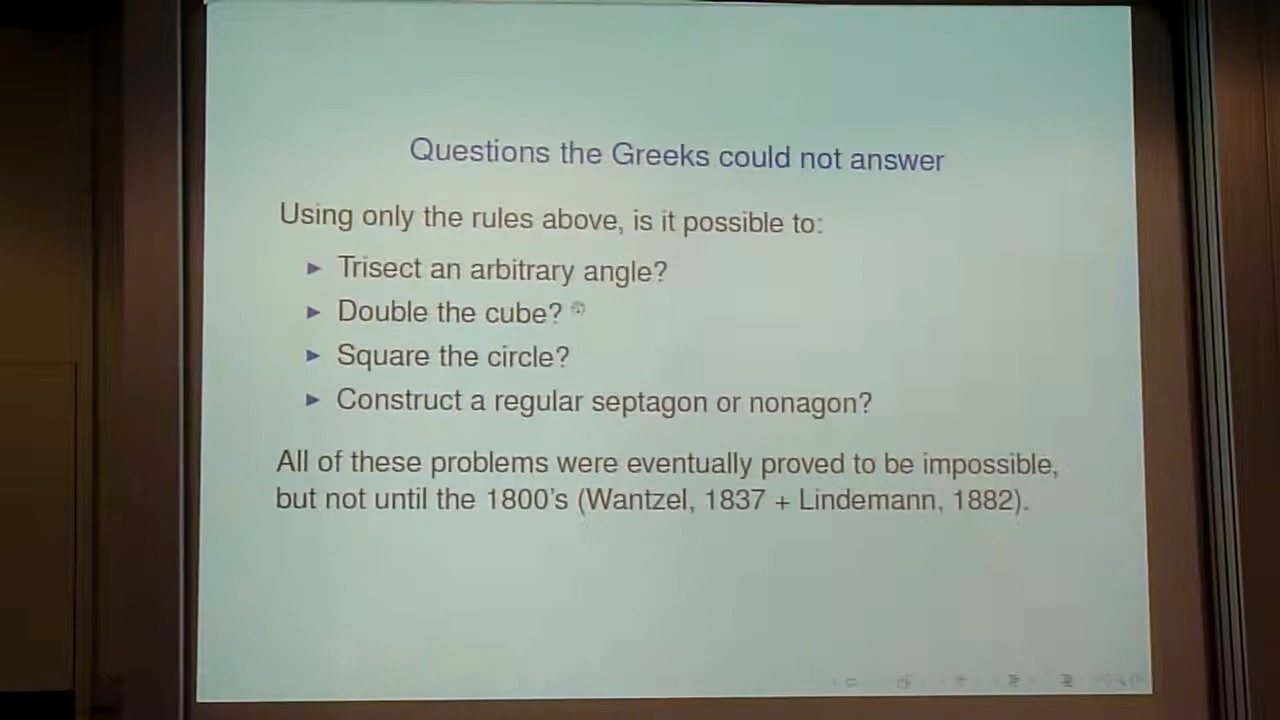 Questions the Greeks could not answer
Using only the rules above, is it possible to:
Trisect an arbitrary angle?
Double the cube?
Square the circle?
Construct a regular septagon or nonagon?
All of these problems were eventually proved to be impossible,
but not until the 1800's (Wantzel, 1837 + Lindemann, 1882).